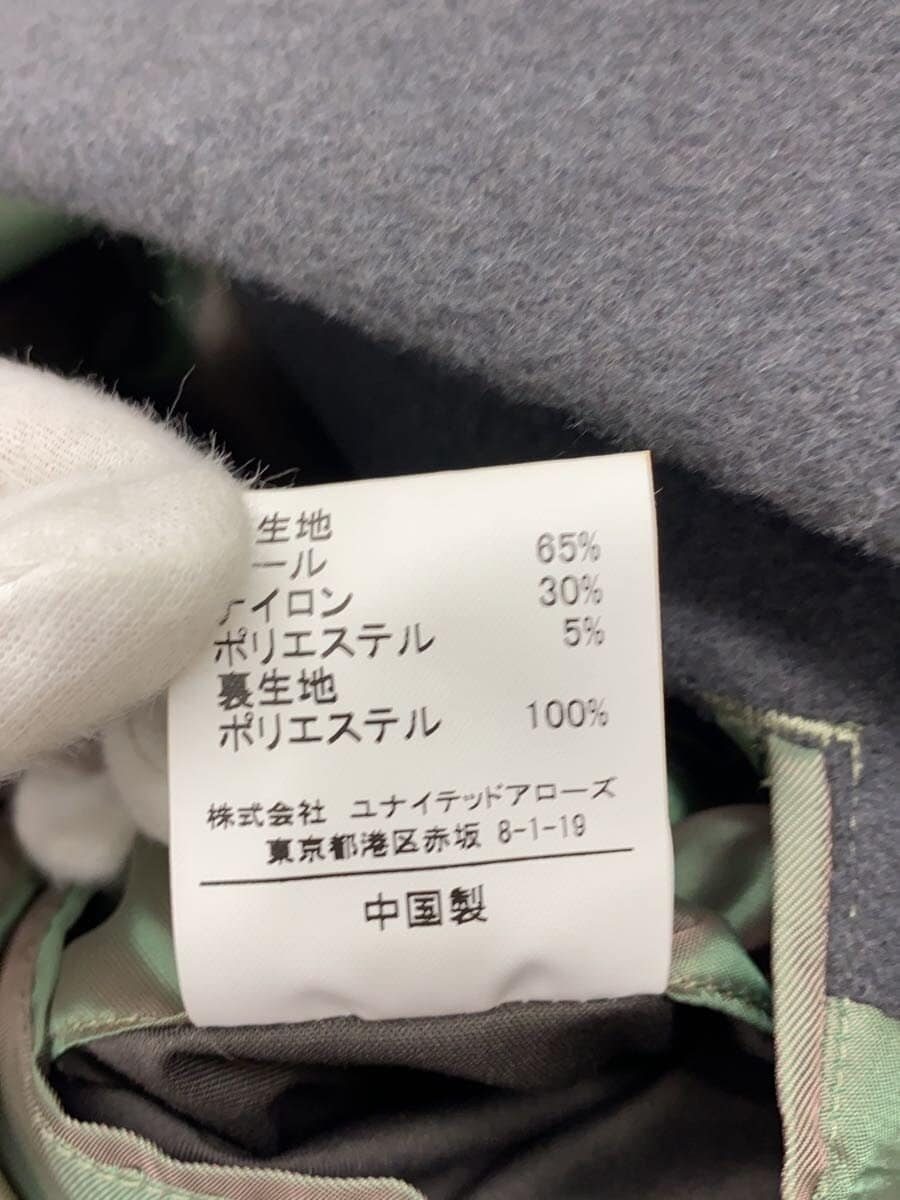 生地
ール 65%
ナイロン 30%
ポリエステル 5%
裏生地
ポリエステル 100%
株式会社 ユナイテッドアローズ
東京都港区赤坂 8-1-19
中国製